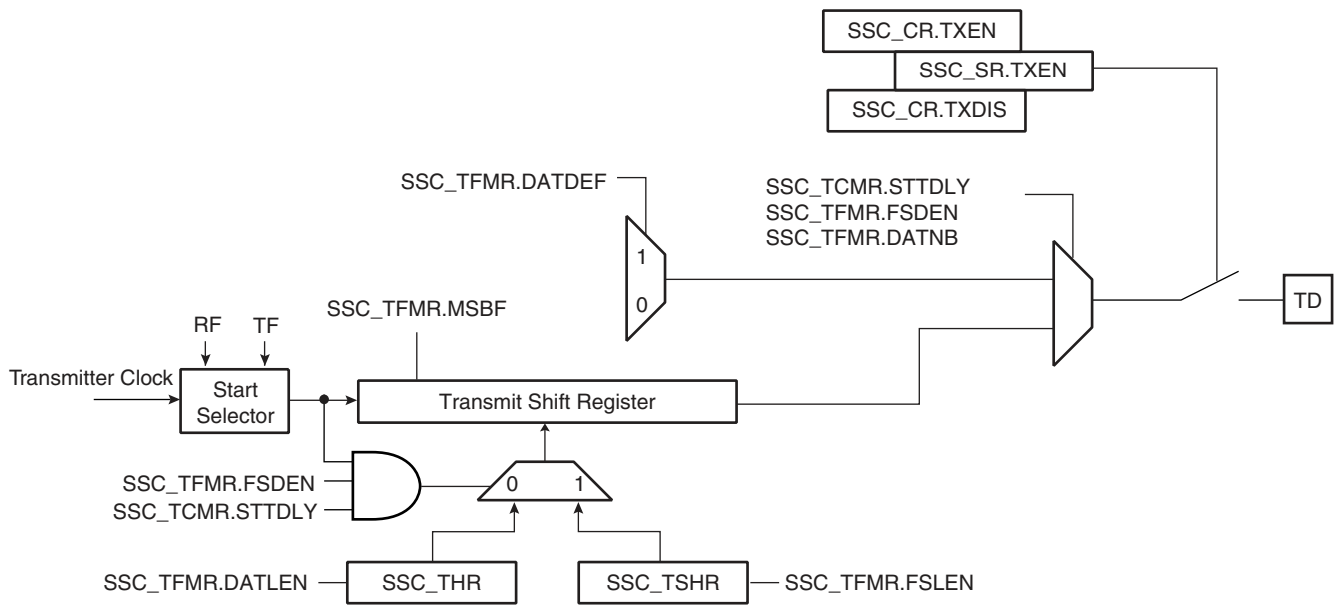 SSC_CR.TXEN
SSC_SR.TXEN
SSC_CR.TXDIS
SSC_TFMR.DATDEF
SSC_TCMR.STTDLY
SSC_TFMR.FSDEN
SSC_TFMR.DATNB
1
0
TD
SSC_TFMR.MSBF
RF
TF
Transmitter Clock
Start
Selector
Transmit Shift Register
SSC_TFMR.FSDEN
SSC_TCMR.STTDLY
0
1
SSC_TFMR.DATLEN
SSC_THR
SSC_TSHR
SSC_TFMR.FSLEN